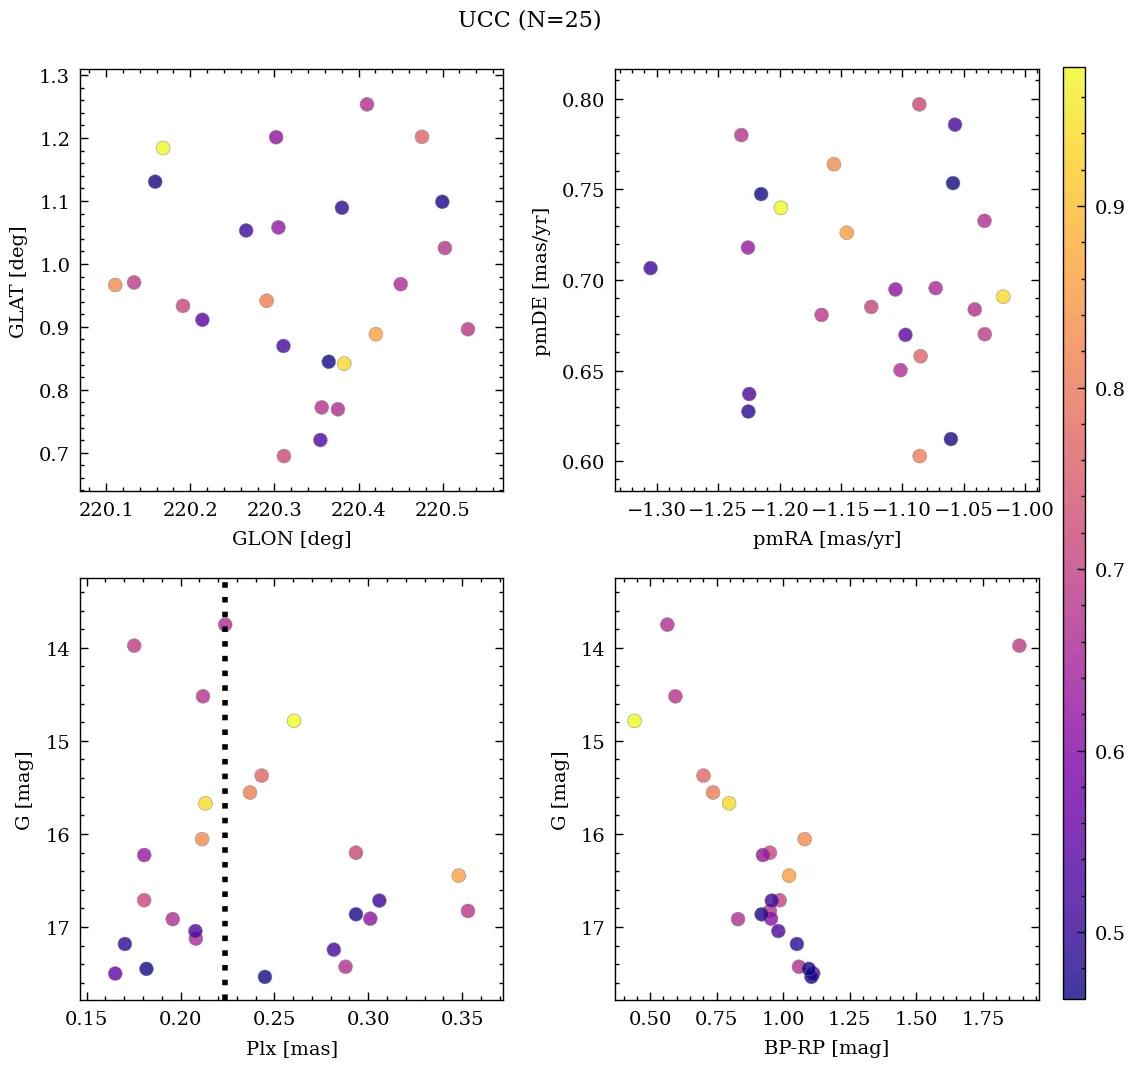 UCC (N=25)
1.3
1.2
1.1
1.0
0.9
0.8
0.7
GLAT [deg]
220.1 220.2 220.3 220.4 220.5
GLON [deg]
0.80
0.75
0.70
0.65
0.60
pmDE [mas/yr]
−1.30 −1.25 −1.20 −1.15 −1.10 −1.05 −1.00
pmRA [mas/yr]
0.9
0.8
0.7
0.6
0.5
14
15
16
17
G [mag]
0.15 0.20 0.25 0.30 0.35
Plx [mas]
14
15
16
17
G [mag]
0.50 0.75 1.00 1.25 1.50 1.75
BP-RP [mag]